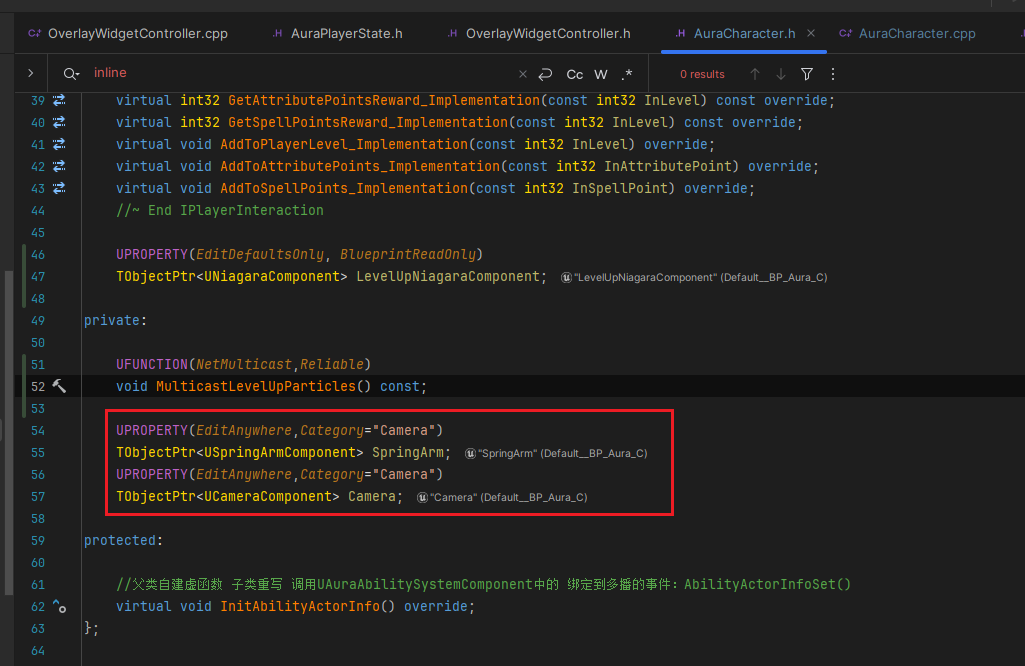 C+ OverlayWidgetController.cpp .H AuraPlayerState.h .H OverlayWidgetController.h .H AuraCharacter.h × C+ AuraCharacter.cpp
inline × Cc W .* 0 results
39 virtual int32 GetAttributePointsReward_Implementation(const int32 InLevel) const override;
40 virtual int32 GetSpellPointsReward_Implementation(const int32 InLevel) const override;
41 virtual void AddToPlayerLevel_Implementation(const int32 InLevel) override;
42 virtual void AddToAttributePoints_Implementation(const int32 InAttributePoint) override;
43 virtual void AddToSpellPoints_Implementation(const int32 InSpellPoint) override;
44 //~ End IPlayerInteraction
45
46 UPROPERTY(EditDefaultsOnly, BlueprintReadOnly)
47 TObjectPtr<UNiagaraComponent> LevelUpNiagaraComponent; "LevelUpNiagaraComponent" (Default__BP_Aura_C)
48
49 private:
50
51 UFUNCTION(NetMulticast,Reliable)
52 void MulticastLevelUpParticles() const;
53
54 UPROPERTY(EditAnywhere,Category="Camera")
55 TObjectPtr<USpringArmComponent> SpringArm; "SpringArm" (Default__BP_Aura_C)
56 UPROPERTY(EditAnywhere,Category="Camera")
57 TObjectPtr<UCameraComponent> Camera; "Camera" (Default__BP_Aura_C)
58
59 protected:
60
61 //父类自建虚函数 子类重写 调用UAuraAbilitySystemComponent中的 绑定到多播的事件：AbilityActorInfoSet()
62 virtual void InitAbilityActorInfo() override;
63 };
64